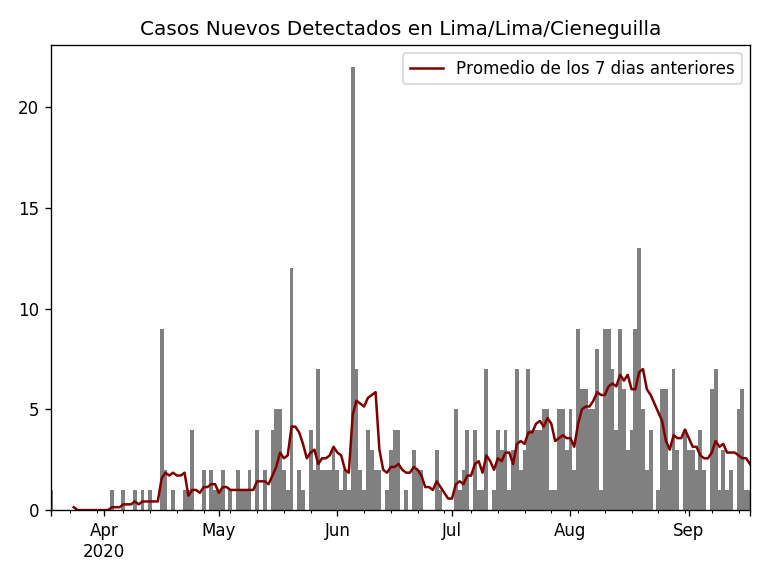 Casos Nuevos Detectados en Lima/Lima/Cieneguilla
Promedio de los 7 dias anteriores
20
15
10
5
0
Apr May Jun Jul Aug Sep
2020